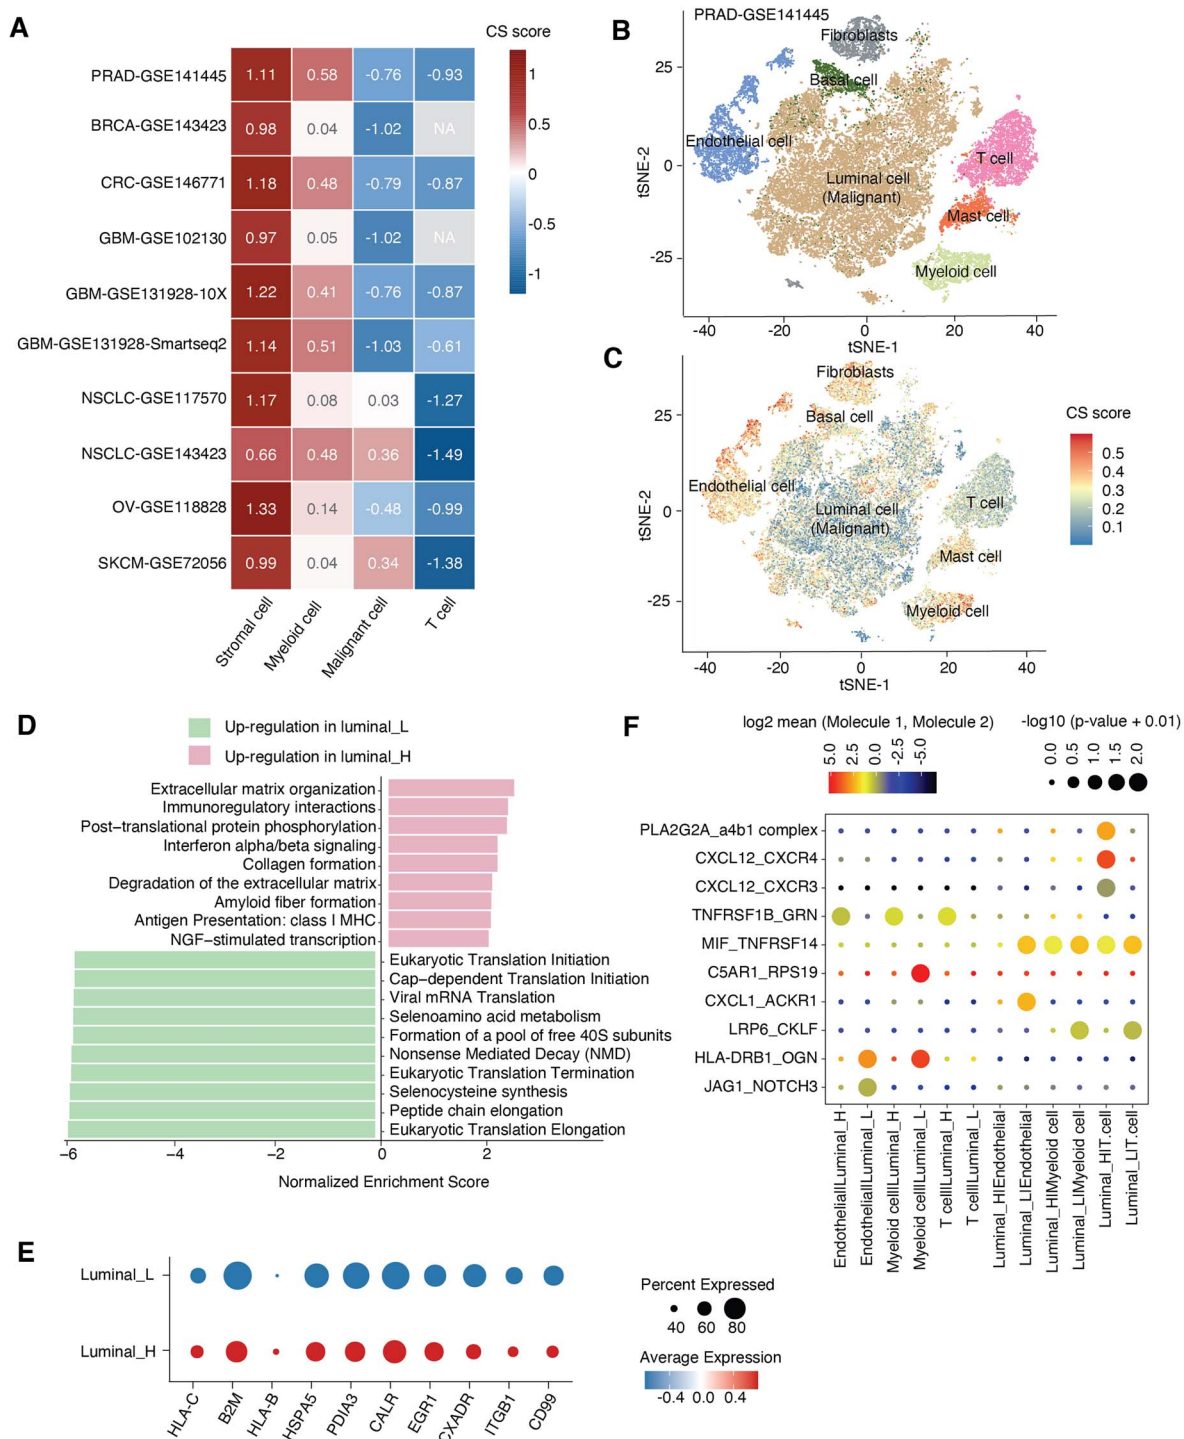 A
CS score
PRAD-GSE141445 1.11 0.58 -0.76 -0.93
BRCA-GSE143423 0.98 0.04 -1.02 NA
CRC-GSE146771 1.18 0.48 -0.79 -0.87
GBM-GSE102130 0.97 0.05 -1.02 NA
GBM-GSE131928-10X 1.22 0.41 -0.76 -0.87
GBM-GSE131928-Smartseq2 1.14 0.51 -1.03 -0.61
NSCLC-GSE117570 1.17 0.08 0.03 -1.27
NSCLC-GSE143423 0.66 0.48 0.36 -1.49
OV-GSE118828 1.33 0.14 -0.48 -0.99
SKCM-GSE72056 0.99 0.04 0.34 -1.38
Stromal cell
Myeloid cell
Malignant cell
T cell
1
0.5
0
-0.5
-1
B
PRAD-GSE141445
Fibroblasts
Basal cell
Endothelial cell
T cell
Luminal cell
(Malignant)
Mast cell
Myeloid cell
tSNE-2
25
0
-25
-40 -20 0 20 40
tSNE-1
C
Fibroblasts
Basal cell
Endothelial cell
Luminal cell
(Malignant)
T cell
Mast cell
Myeloid cell
tSNE-2
25
0
-25
-40 -20 0 20 40
tSNE-1
CS score
0.5
0.4
0.3
0.2
0.1
D
Up-regulation in luminal_L
Up-regulation in luminal_H
Extracellular matrix organization
Immunoregulatory interactions
Post−translational protein phosphorylation
Interferon alpha/beta signaling
Collagen formation
Degradation of the extracellular matrix
Amyloid fiber formation
Antigen Presentation: class I MHC
NGF−stimulated transcription
Eukaryotic Translation Initiation
Cap−dependent Translation Initiation
Viral mRNA Translation
Selenoamino acid metabolism
Formation of a pool of free 40S subunits
Nonsense Mediated Decay (NMD)
Eukaryotic Translation Termination
Selenocysteine synthesis
Peptide chain elongation
Eukaryotic Translation Elongation
−6 −4 −2 0 2
Normalized Enrichment Score
E
Luminal_L
Luminal_H
HLA-C
B2M
HLA-B
HSPA5
PDIA3
CALR
EGR1
CXADR
ITGB1
CD99
Percent Expressed
40 60 80
Average Expression
-0.4 0.0 0.4
F
log2 mean (Molecule 1, Molecule 2)
5.0 2.5 0.0 -2.5 -5.0
-log10 (p-value + 0.01)
0.0 0.5 1.0 1.5 2.0
PLA2G2A_a4b1 complex
CXCL12_CXCR4
CXCL12_CXCR3
TNFRSF1B_GRN
MIF_TNFRSF14
C5AR1_RPS19
CXCL1_ACKR1
LRP6_CKLF
HLA-DRB1_OGN
JAG1_NOTCH3
Endothelial|Luminal_H
Endothelial|Luminal_L
Myeloid cell|Luminal_H
Myeloid cell|Luminal_L
T cell|Luminal_H
T cell|Luminal_L
Luminal_H|Endothelial
Luminal_L|Endothelial
Luminal_H|Myeloid cell
Luminal_L|Myeloid cell
Luminal_H|T.cell
Luminal_L|T.cell